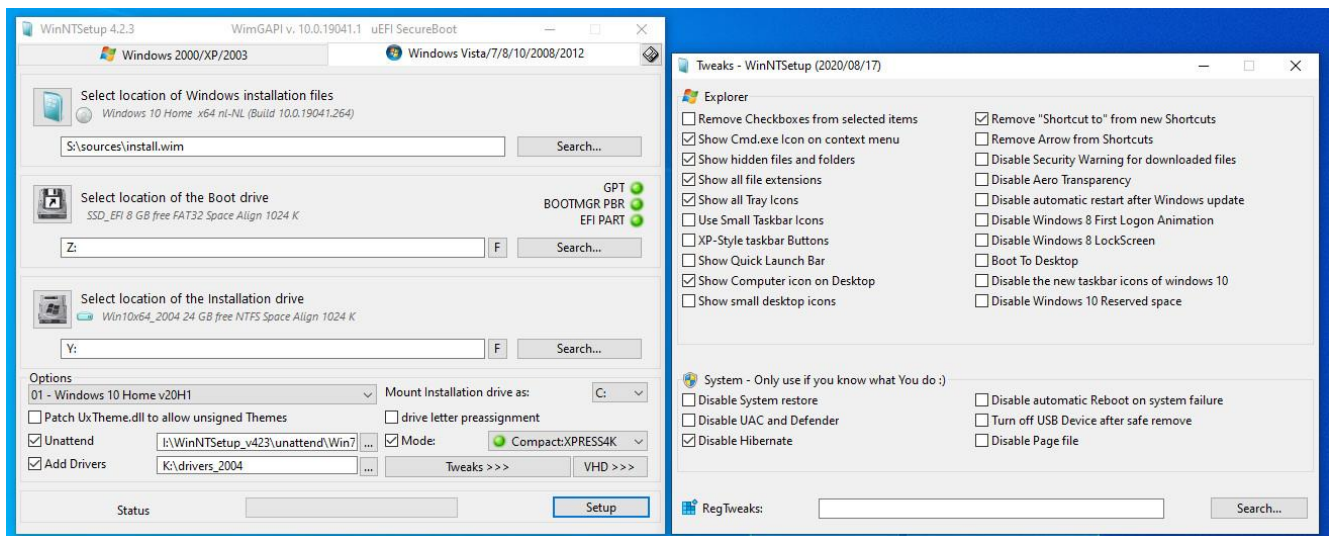 WinNTSetup 4.2.3 WimGAPI v. 10.0.19041.1 uEFI SecureBoot
Windows 2000/XP/2003
Windows Vista/7/8/10/2008/2012
Select location of Windows installation files
Windows 10 Home x64 nl-NL (Build 10.0.19041.264)
S:\sources\install.wim
Search...
Select location of the Boot drive
SSD_EFI 8 GB free FAT32 Space Align 1024 K
GPT
BOOTMGR PBR
EFI PART
Z:
F
Search...
Select location of the Installation drive
Win10x64_2004 24 GB free NTFS Space Align 1024 K
Y:
F
Search...
Options
01 - Windows 10 Home v20H1
Mount Installation drive as:
C:
Patch UxTheme.dll to allow unsigned Themes
drive letter preassignment
Unattend
I:\WinNTSetup_v423\unattend\Win7
...
Mode:
Compact:XPRESS4K
Add Drivers
K:\drivers_2004
...
Tweaks >>>
VHD >>>
Status
Setup
Tweaks - WinNTSetup (2020/08/17)
Explorer
Remove Checkboxes from selected items
Show Cmd.exe Icon on context menu
Show hidden files and folders
Show all file extensions
Show all Tray Icons
Use Small Taskbar Icons
XP-Style taskbar Buttons
Show Quick Launch Bar
Show Computer icon on Desktop
Show small desktop icons
Remove "Shortcut to" from new Shortcuts
Remove Arrow from Shortcuts
Disable Security Warning for downloaded files
Disable Aero Transparency
Disable automatic restart after Windows update
Disable Windows 8 First Logon Animation
Disable Windows 8 LockScreen
Boot To Desktop
Disable the new taskbar icons of windows 10
Disable Windows 10 Reserved space
System - Only use if you know what You do :)
Disable System restore
Disable UAC and Defender
Disable Hibernate
Disable automatic Reboot on system failure
Turn off USB Device after safe remove
Disable Page file
RegTweaks:
Search...